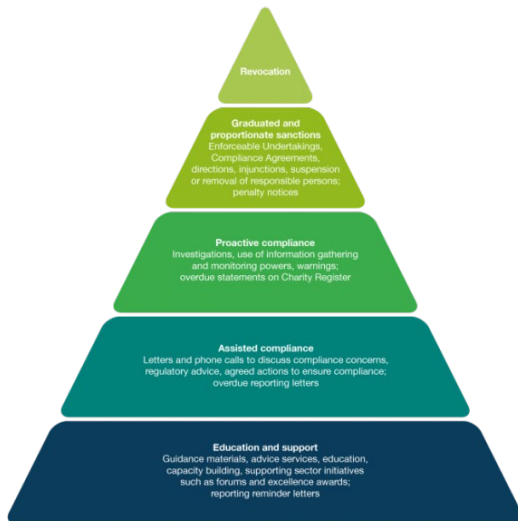 Revocation
Graduated and
proportionate sanctions
Enforceable Undertakings,
Compliance Agreements,
directions, injunctions, suspension
or removal of responsible persons;
penalty notices
Proactive compliance
Investigations, use of information gathering
and monitoring powers, warnings;
overdue statements on Charity Register
Assisted compliance
Letters and phone calls to discuss compliance concerns,
regulatory advice, agreed actions to ensure compliance;
overdue reporting letters
Education and support
Guidance materials, advice services, education,
capacity building, supporting sector initiatives
such as forums and excellence awards;
reporting reminder letters